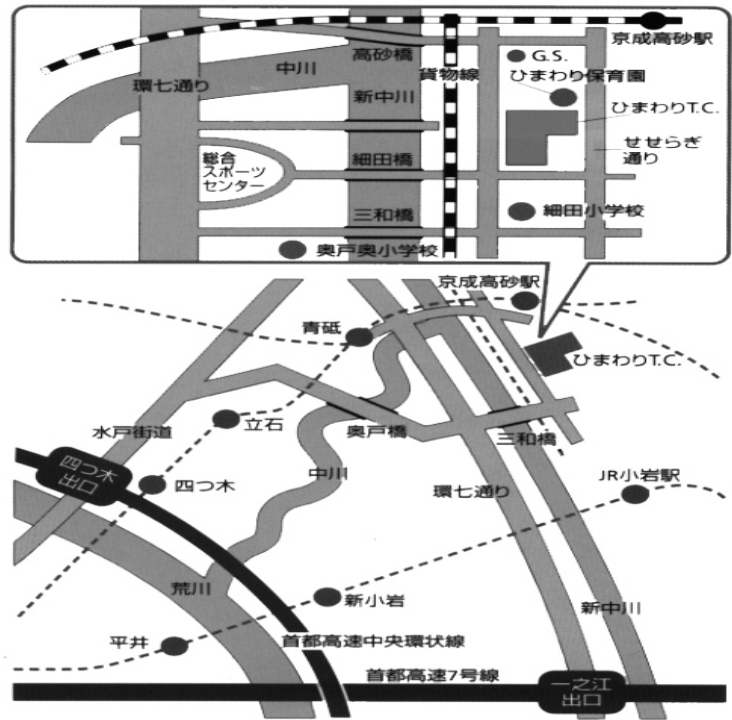 京成高砂駅
高砂橋
G.S.
中川
貨物線
ひまわり保育園
環七通り
新中川
ひまわりT.C.
せせらぎ
通り
総合
スポーツ
センター
細田橋
三和橋
細田小学校
奥戸奥小学校
京成高砂駅
青砥
ひまわりT.C.
立石
奥戸橋
水戸街道
三和橋
四つ木
出口
四つ木
中川
環七通り
JR小岩駅
荒川
新小岩
新中川
平井
首都高速中央環状線
首都高速7号線
一之江
出口